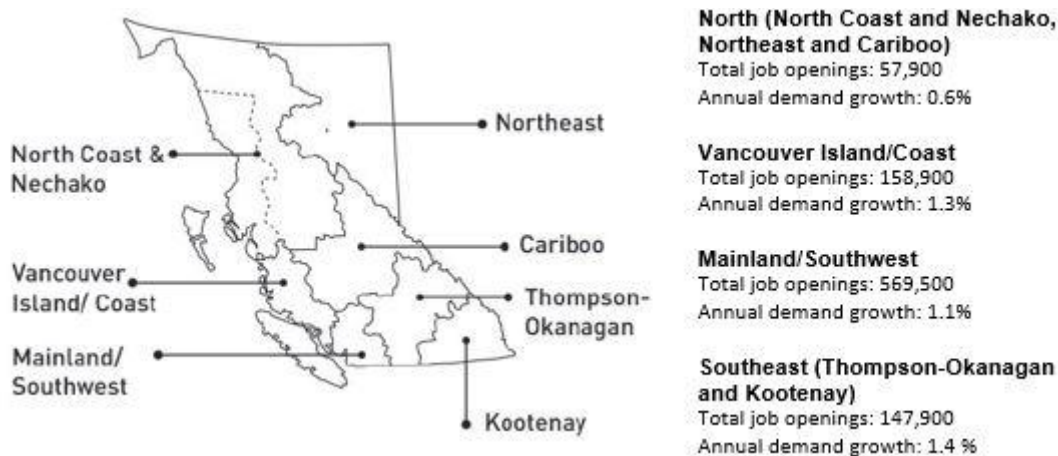 Northeast
North Coast &
Nechako
Cariboo
Vancouver
Island/ Coast
Thompson-
Okanagan
Mainland/
Southwest
Kootenay
North (North Coast and Nechako,
Northeast and Cariboo)
Total job openings: 57,900
Annual demand growth: 0.6%
Vancouver Island/Coast
Total job openings: 158,900
Annual demand growth: 1.3%
Mainland/Southwest
Total job openings: 569,500
Annual demand growth: 1.1%
Southeast (Thompson-Okanagan
and Kootenay)
Total job openings: 147,900
Annual demand growth: 1.4 %